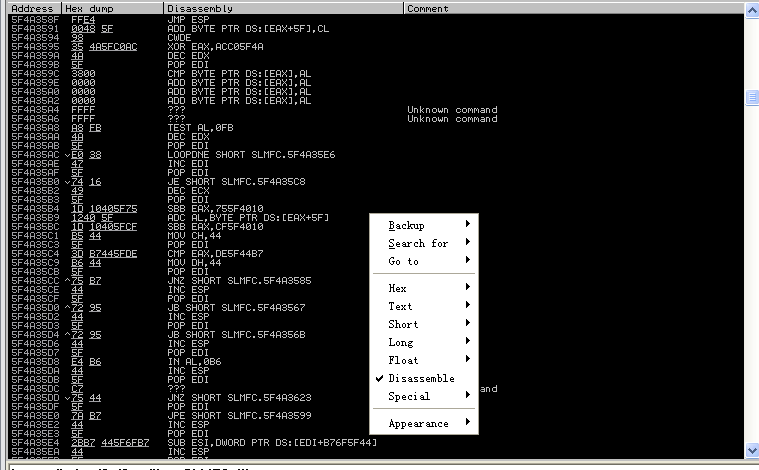 Address Hex dump Disassembly Comment
5F4A358F FFE4 JMP ESP
5F4A3591 0048 5F ADD BYTE PTR DS:[EAX+5F],CL
5F4A3594 98 CWDE
5F4A3595 35 4A5FC0AC XOR EAX,ACC05F4A
5F4A359A 4A DEC EDX
5F4A359B 5F POP EDI
5F4A359C 3800 CMP BYTE PTR DS:[EAX],AL
5F4A359E 0000 ADD BYTE PTR DS:[EAX],AL
5F4A35A0 0000 ADD BYTE PTR DS:[EAX],AL
5F4A35A2 0000 ADD BYTE PTR DS:[EAX],AL
5F4A35A4 FFFF ??? Unknown command
5F4A35A6 FFFF ??? Unknown command
5F4A35A8 A8 FB TEST AL,0FB
5F4A35AA 4A DEC EDX
5F4A35AB 5F POP EDI
5F4A35AC E0 38 LOOPDNE SHORT SLMFC.5F4A35E6
5F4A35AE 47 INC EDI
5F4A35AF 5F POP EDI
5F4A35B0 74 16 JE SHORT SLMFC.5F4A35C8
5F4A35B2 49 DEC ECX
5F4A35B3 5F POP EDI
5F4A35B4 1D 10405F75 SBB EAX,755F4010
5F4A35B9 1240 5F ADC AL,BYTE PTR DS:[EAX+5F]
5F4A35BC 1D 10405FCF SBB EAX,CF5F4010
5F4A35C1 B5 44 MOV CH,44
5F4A35C3 5F POP EDI
5F4A35C4 3D B7445FDE CMP EAX,DE5F44B7
5F4A35C9 B6 44 MOV DH,44
5F4A35CB 5F POP EDI
5F4A35CC ^75 B7 JNZ SHORT SLMFC.5F4A3585
5F4A35CE 44 INC ESP
5F4A35CF 5F POP EDI
5F4A35D0 ^72 95 JB SHORT SLMFC.5F4A3567
5F4A35D2 44 INC ESP
5F4A35D3 5F POP EDI
5F4A35D4 ^72 95 JB SHORT SLMFC.5F4A356B
5F4A35D6 44 INC ESP
5F4A35D7 5F POP EDI
5F4A35D8 E4 B6 IN AL,0B6
5F4A35DA 44 INC ESP
5F4A35DB 5F POP EDI
5F4A35DC C7 ??? and
5F4A35DD 75 44 JNZ SHORT SLMFC.5F4A3623
5F4A35DF 5F POP EDI
5F4A35E0 7A B7 JPE SHORT SLMFC.5F4A3599
5F4A35E2 44 INC ESP
5F4A35E3 5F POP EDI
5F4A35E4 2BB7 445F6FB7 SUB ESI,DWORD PTR DS:[EDI+B76F5F44]
5F4A35EA 44 INC ESP
Backup
Search for
Go to
Hex
Text
Short
Long
Float
Disassemble
Special
Appearance